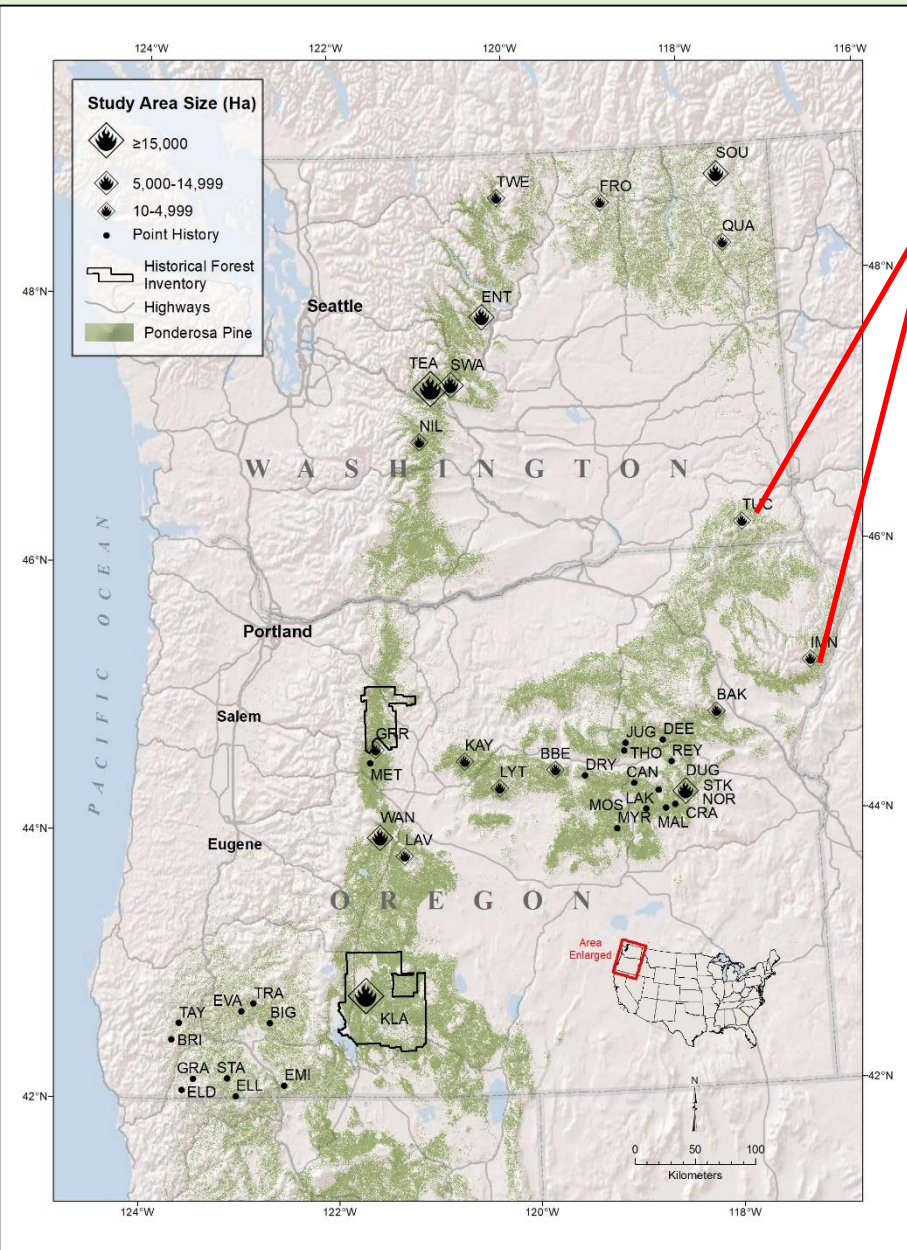 124°W 122°W 120°W 118°W 116°W
Study Area Size (Ha)
≥15,000
5,000-14,999
10-4,999
Point History
Historical Forest
Inventory
Highways
Ponderosa Pine
SOU
TWE
FRO
QUA
48°N 48°N
ENT
Seattle
TEA SWA
NIL
WASHINGTON
TUC
46°N 46°N
PACIFIC OCEAN
Portland
IMN
BAK
Salem
GRR
JUG DEE
KAY BBE THO REY
MET
LYT DRY CAN DUG
STK
MOS LAK NOR
44°N 44°N
WAN MYR MAL CRA
Eugene
LAV
OREGON
Area
Enlarged
EVA TRA
TAY BIG
KLA
BRI
GRA STA EMI
ELD ELL
42°N 42°N
N
0 50 100
Kilometers
124°W 122°W 120°W 118°W